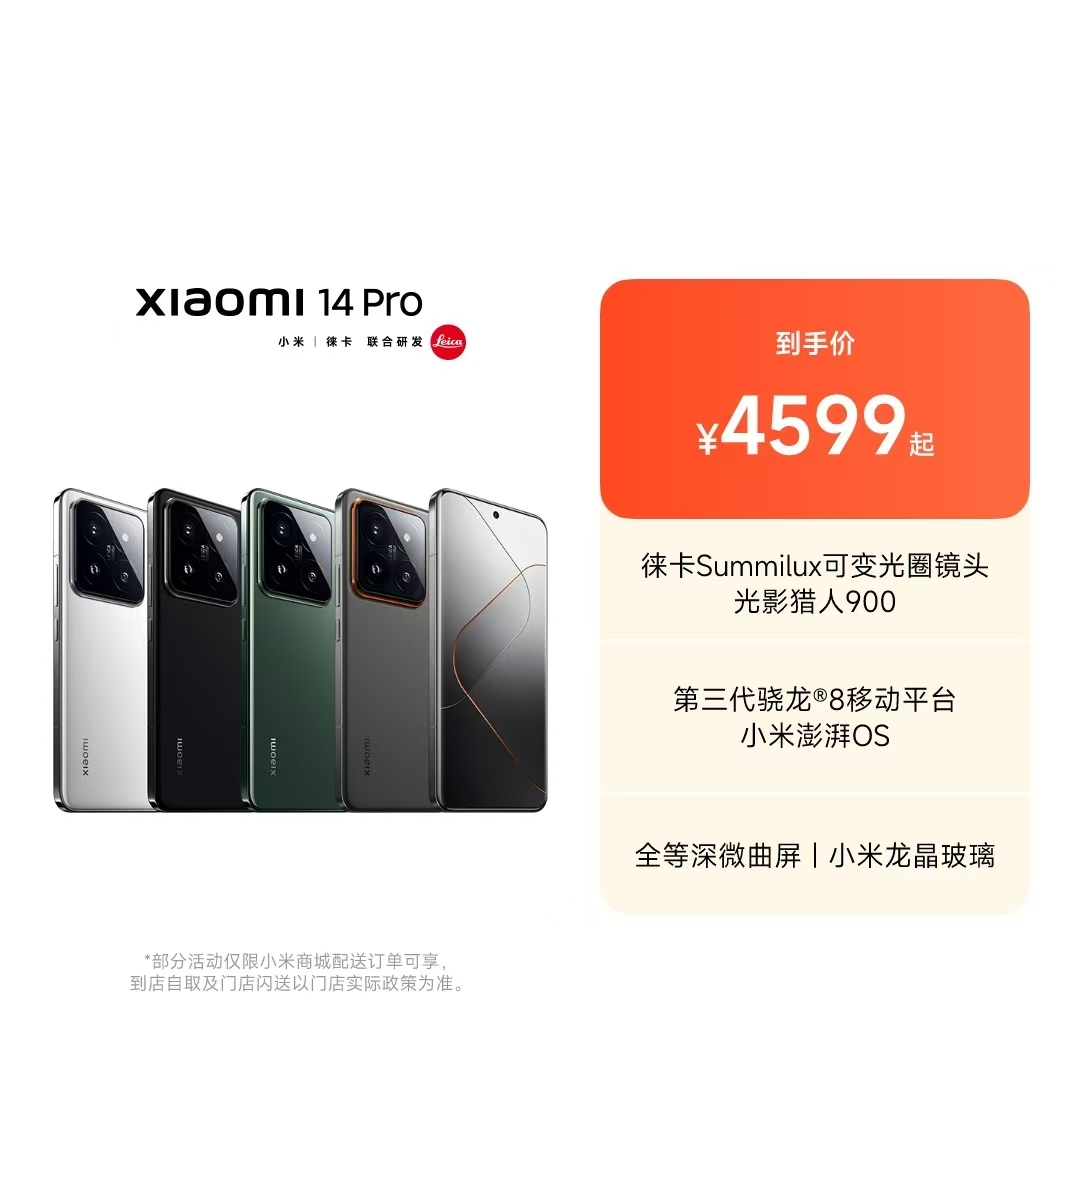 xiaomi 14 Pro
小米 | 徕卡 联合研发 Leica
到手价
¥4599起
徕卡Summilux可变光圈镜头
光影猎人900
第三代骁龙®8移动平台
小米澎湃OS
全等深微曲屏 | 小米龙晶玻璃
xiaomi
xiaomi
xiaomi
xiaomi
*部分活动仅限小米商城配送订单可享，
到店自取及门店闪送以门店实际政策为准。